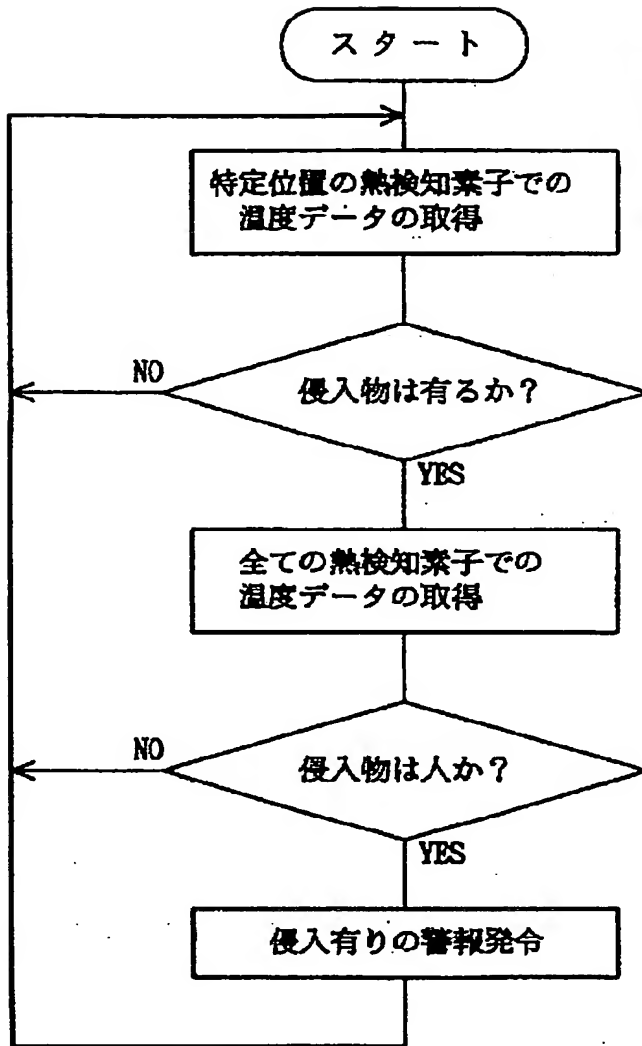 スタート
特定位置の熱検知素子での
温度データの取得
NO
侵入物は有るか？
YES
全ての熱検知素子での
温度データの取得
NO
侵入物は人か？
YES
侵入有りの警報発令